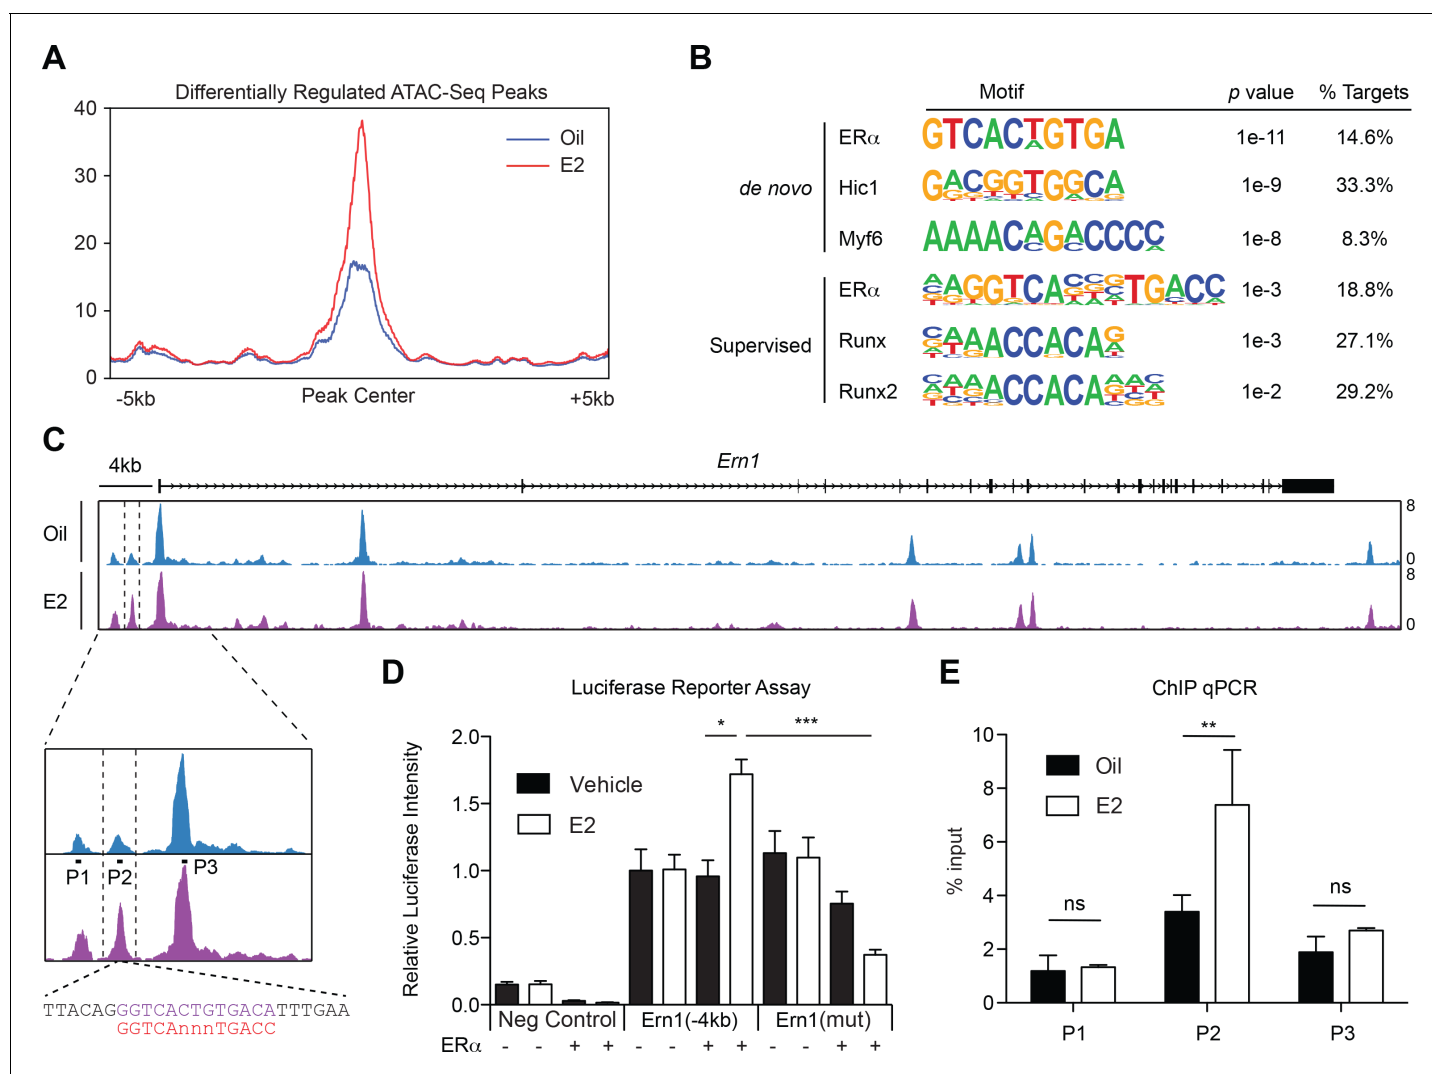 A
Differentially Regulated ATAC-Seq Peaks
40
30
20
10
0
Oil
E2
-5kb
Peak Center
+5kb
B
Motif
p value
% Targets
de novo
ERα
GTCACTGTGA
1e-11
14.6%
Hic1
GACGGTGGCA
1e-9
33.3%
Myf6
AAAACAGACCCC
1e-8
8.3%
Supervised
ERα
AAGGTCACCGTGACC
1e-3
18.8%
Runx
CAAACCACAG
1e-3
27.1%
Runx2
CAAACCACAAAC
1e-2
29.2%
C
4kb
Ern1
Oil
8
0
E2
8
0
P1
P2
P3
TTACAGGGTCACTGTGACATTTGAA
GGTCAnnnTGACC
D
Luciferase Reporter Assay
Relative Luciferase Intensity
2.0
1.5
1.0
0.5
0.0
Vehicle
E2
*
***
Neg Control
Ern1(-4kb)
Ern1(mut)
ERα - - + + - - + + - - + +
E
ChIP qPCR
% input
10
8
6
4
2
0
Oil
E2
ns
**
ns
P1
P2
P3